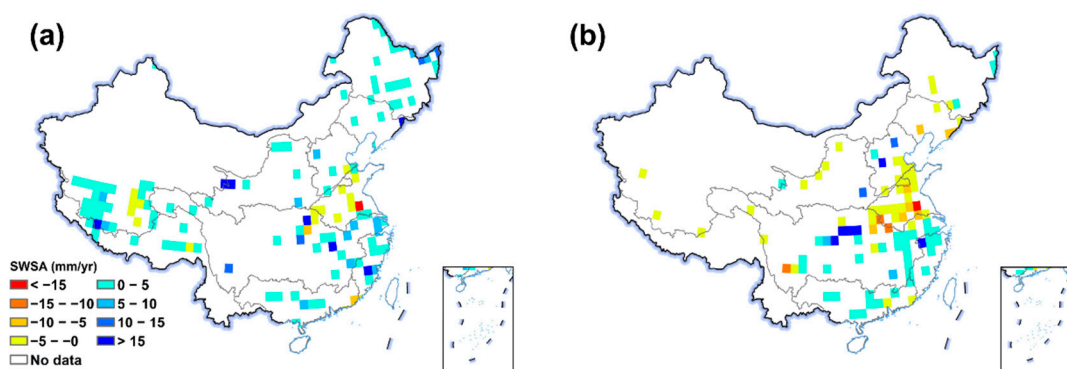 (a)
(b)
SWSA (mm/yr)
< −15
0 – 5
−15 – −10
5 – 10
−10 – −5
10 – 15
−5 – −0
> 15
No data